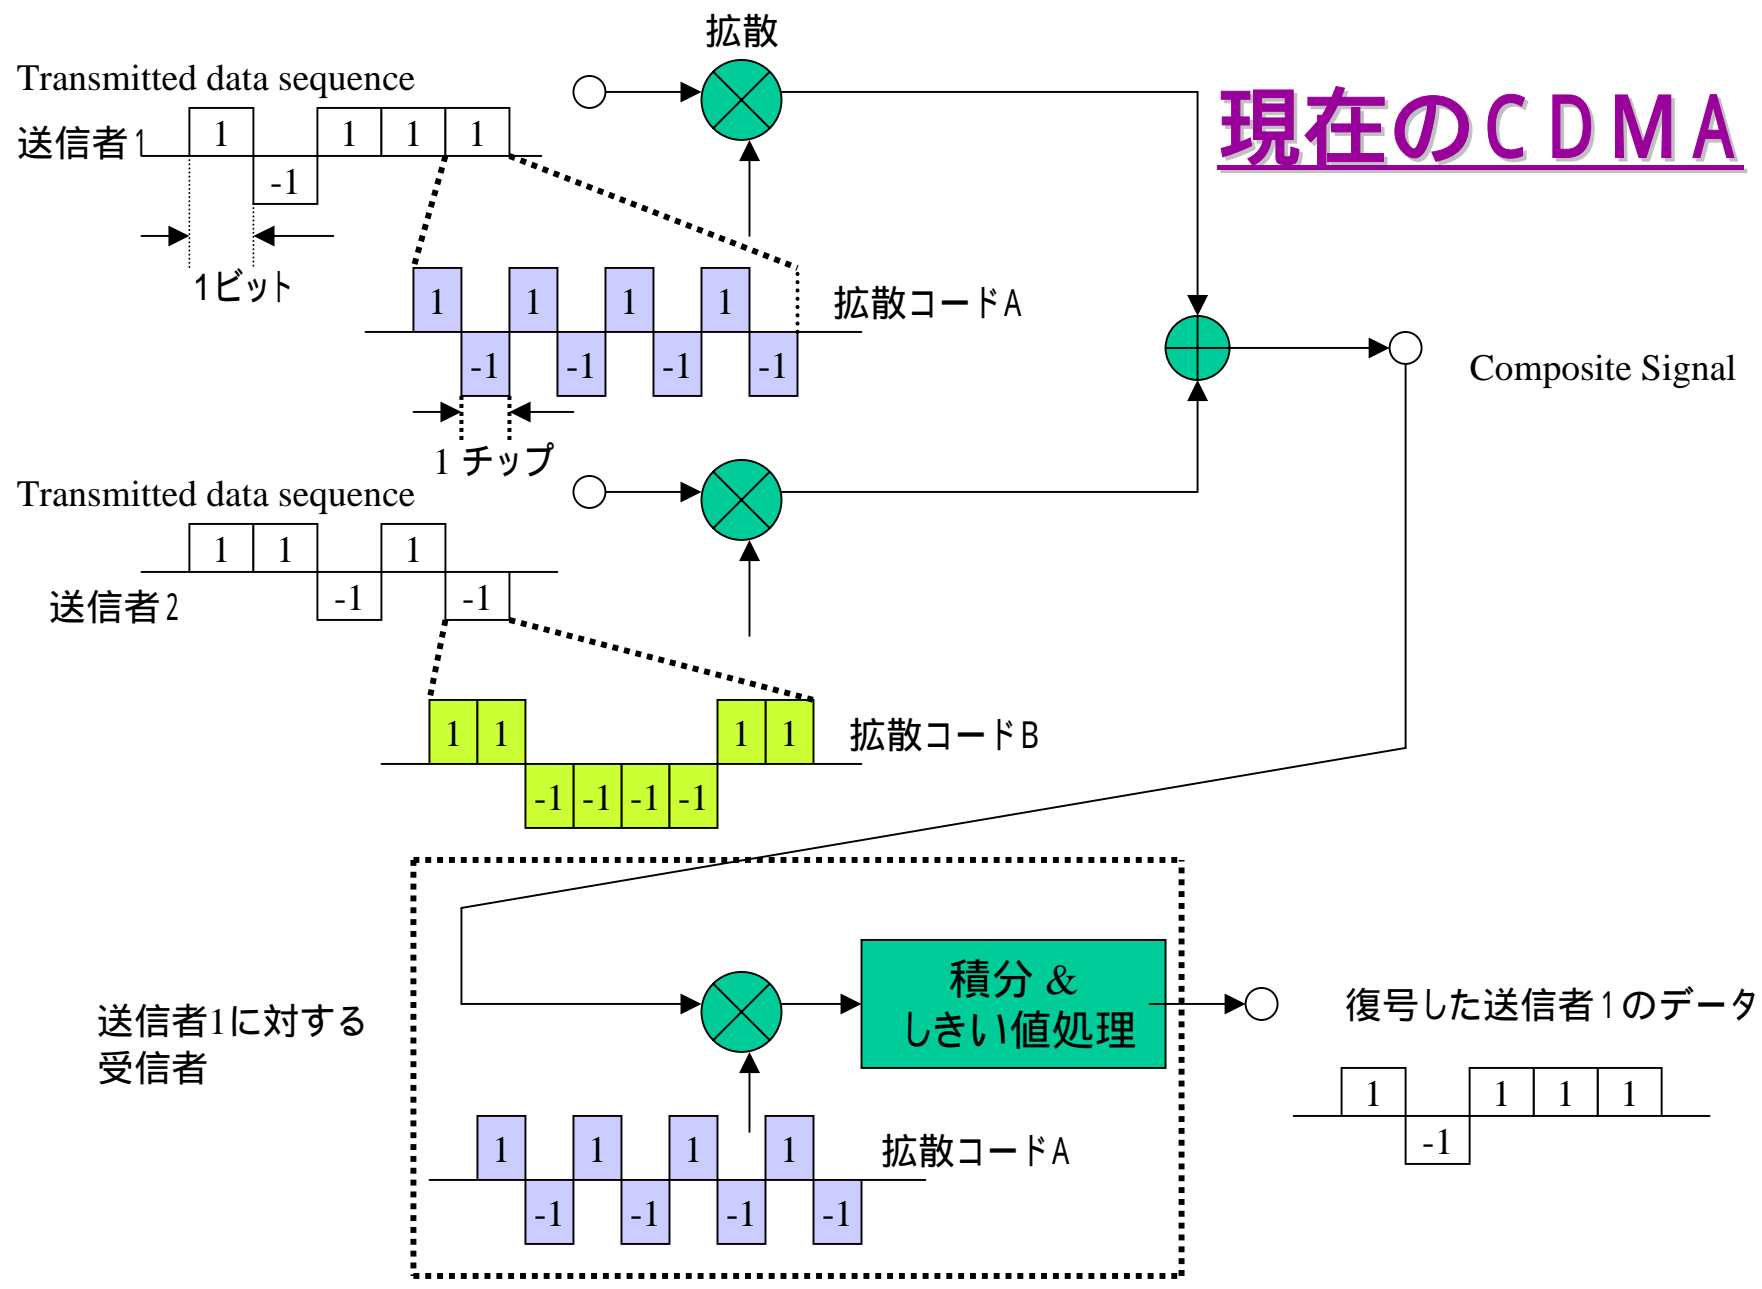 拡散
現在のCDMA
Transmitted data sequence
送信者1
1 -1 1 1 1
1ビット
1 -1 1 -1 1 -1 1 -1
拡散コードA
1 チップ
Composite Signal
Transmitted data sequence
1 1 -1 1 -1
送信者2
1 1 -1 -1 -1 -1 1 1
拡散コードB
送信者1に対する
受信者
積分 &
しきい値処理
復号した送信者1のデータ
1 -1 1 1 1
1 -1 1 -1 1 -1 1 -1
拡散コードA